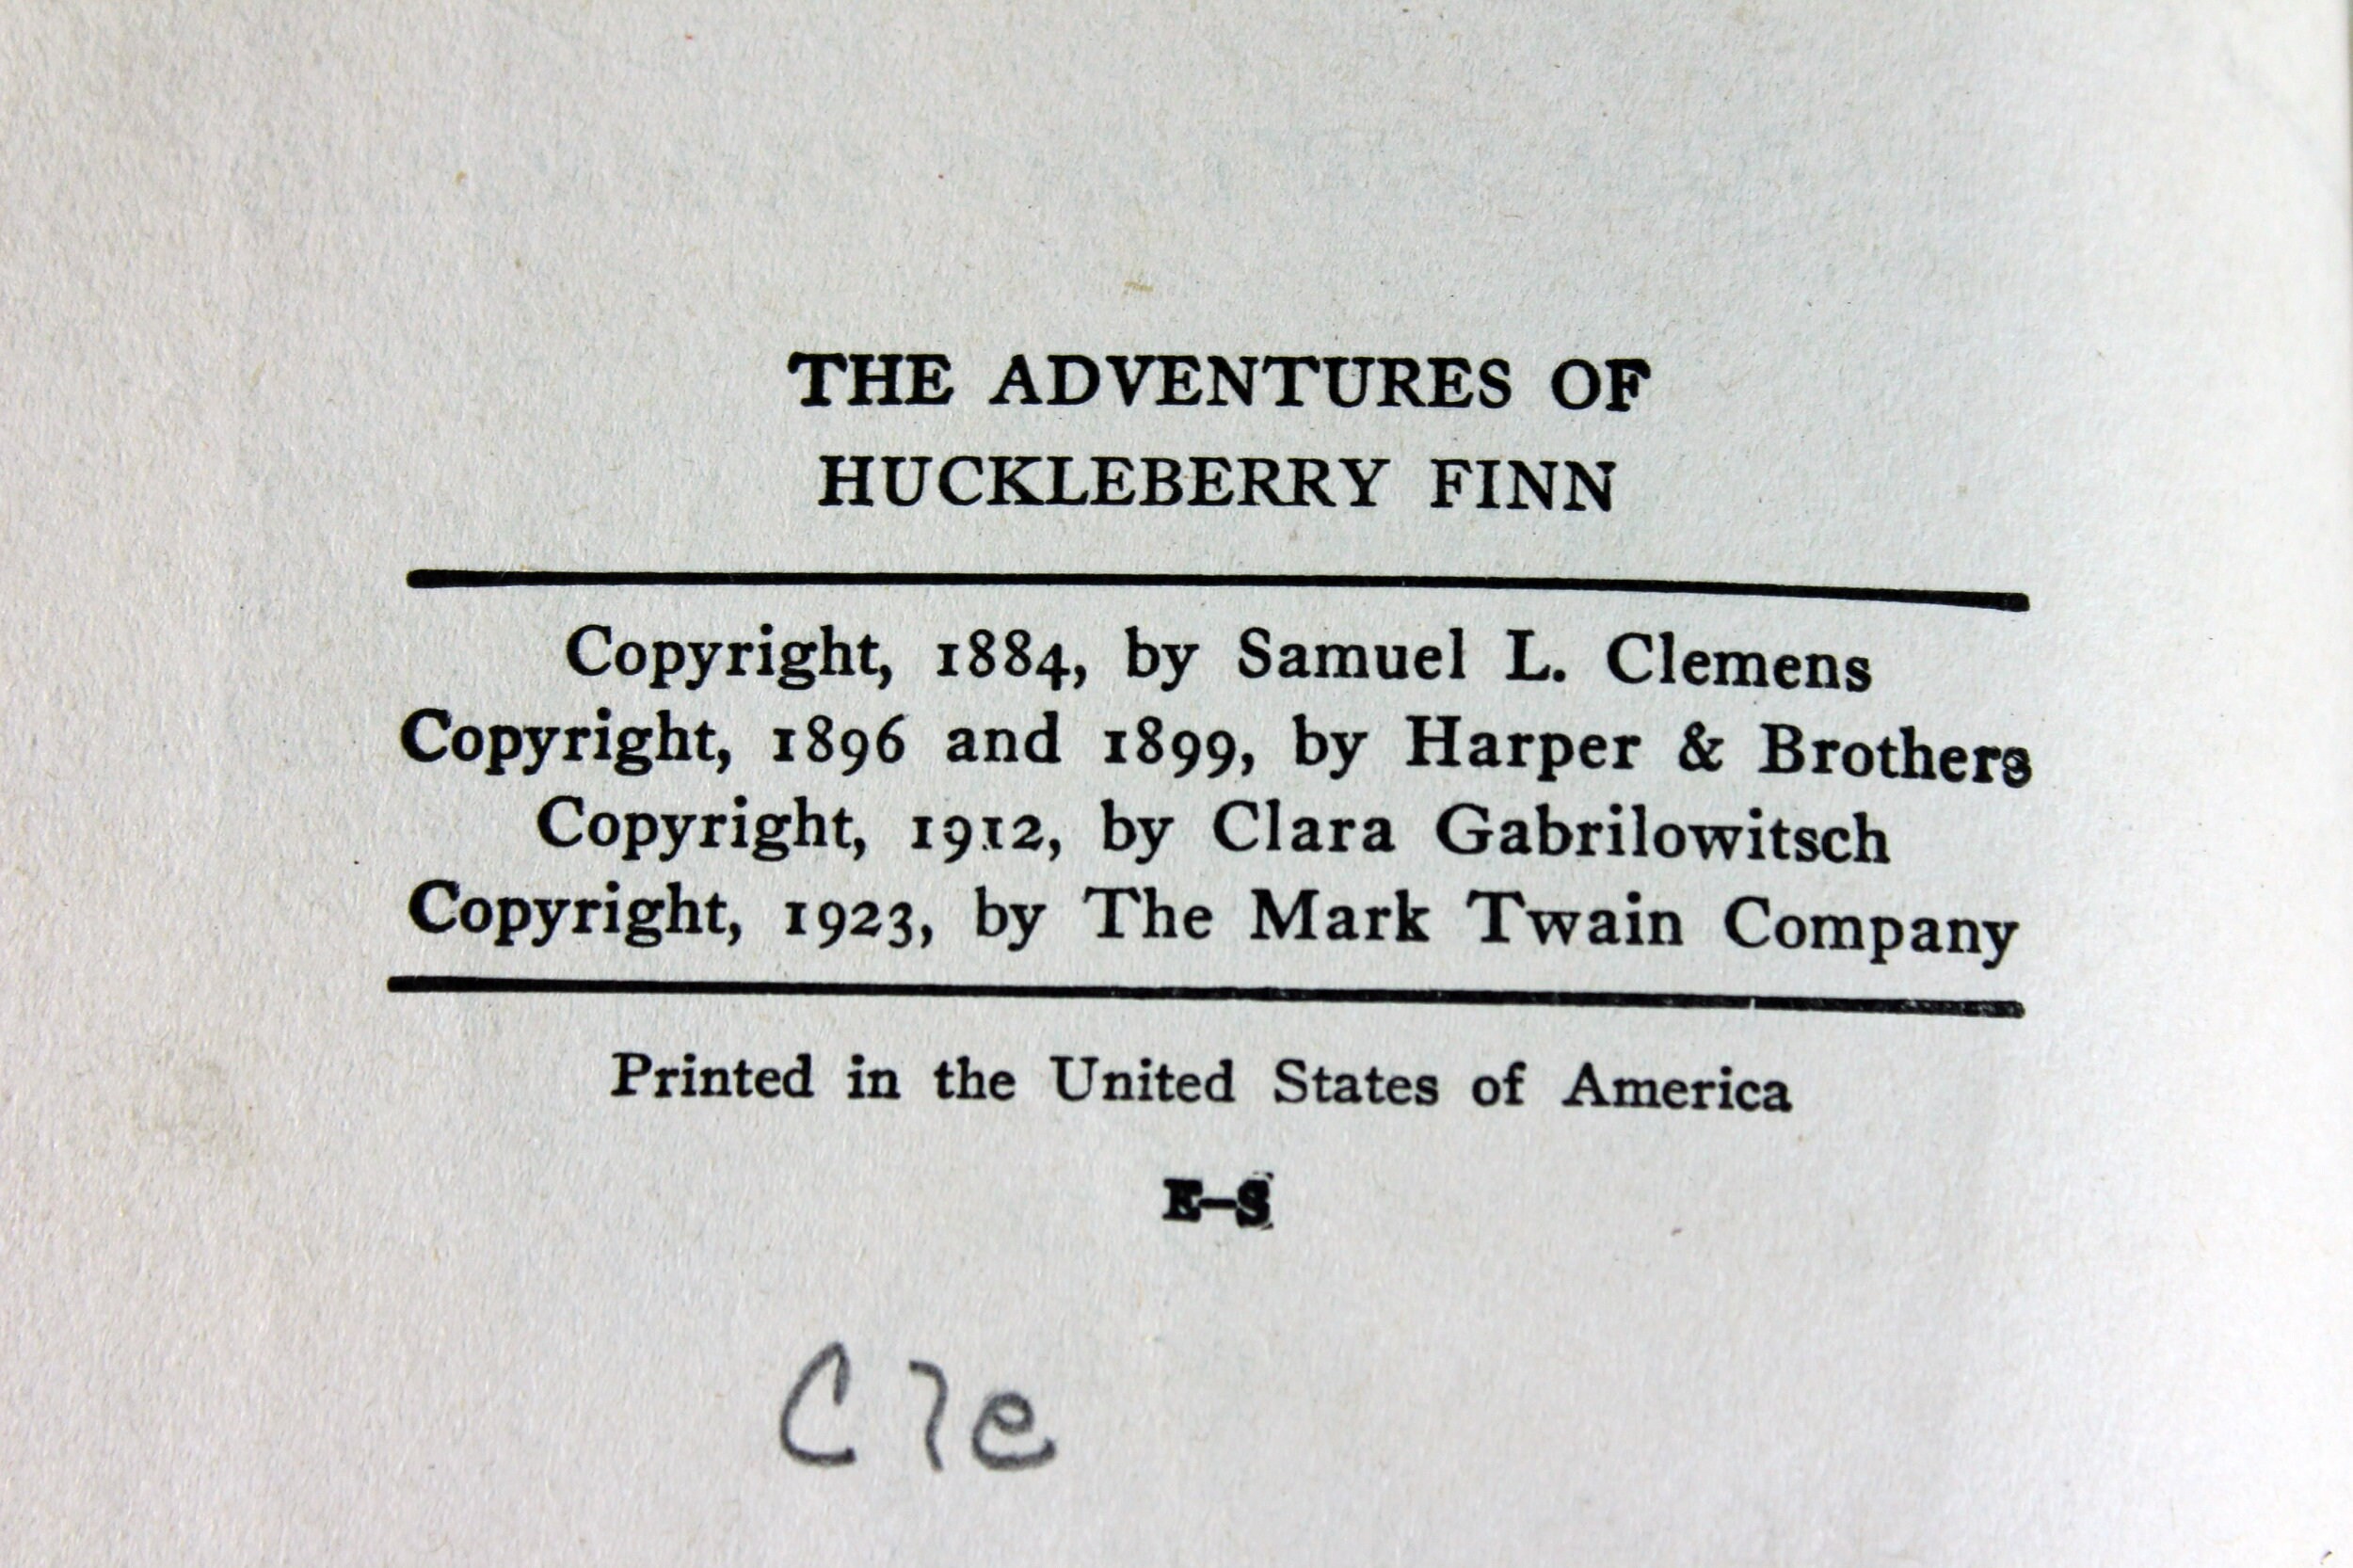 THE ADVENTURES OF
HUCKLEBERRY FINN
Copyright, 1884, by Samuel L. Clemens
Copyright, 1896 and 1899, by Harper & Brothers
Copyright, 1912, by Clara Gabrilowitsch
Copyright, 1923, by The Mark Twain Company
Printed in the United States of America
E-S
Cle